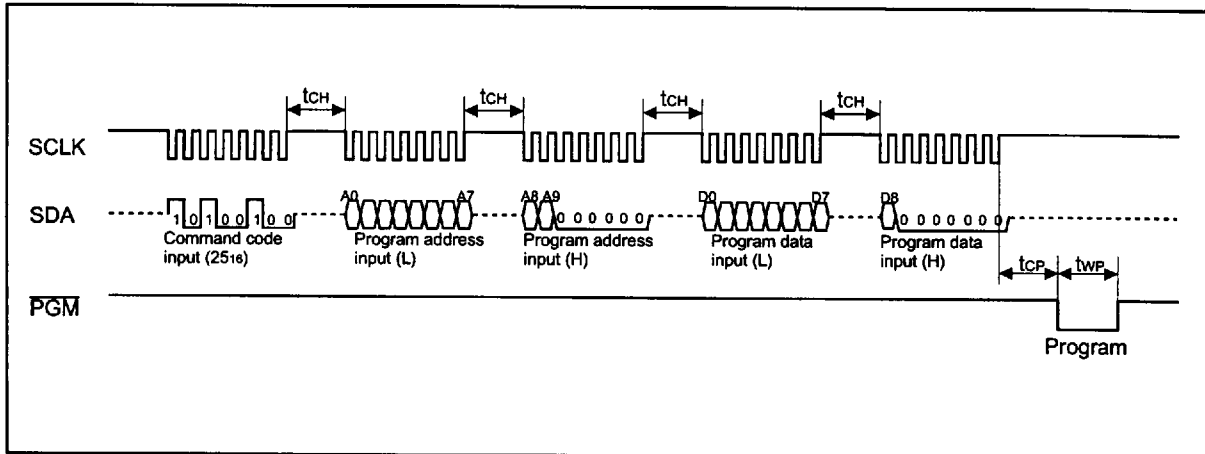 tCH tCH tCH tCH
SCLK
SDA
1 0 1 0 0 1 0 0
A0 A7
A8 A9 0 0 0 0 0 0
D0 D7
D8 0 0 0 0 0 0 0
Command code
input (2516)
Program address
input (L)
Program address
input (H)
Program data
input (L)
Program data
input (H)
tCP tWP
PGM
Program